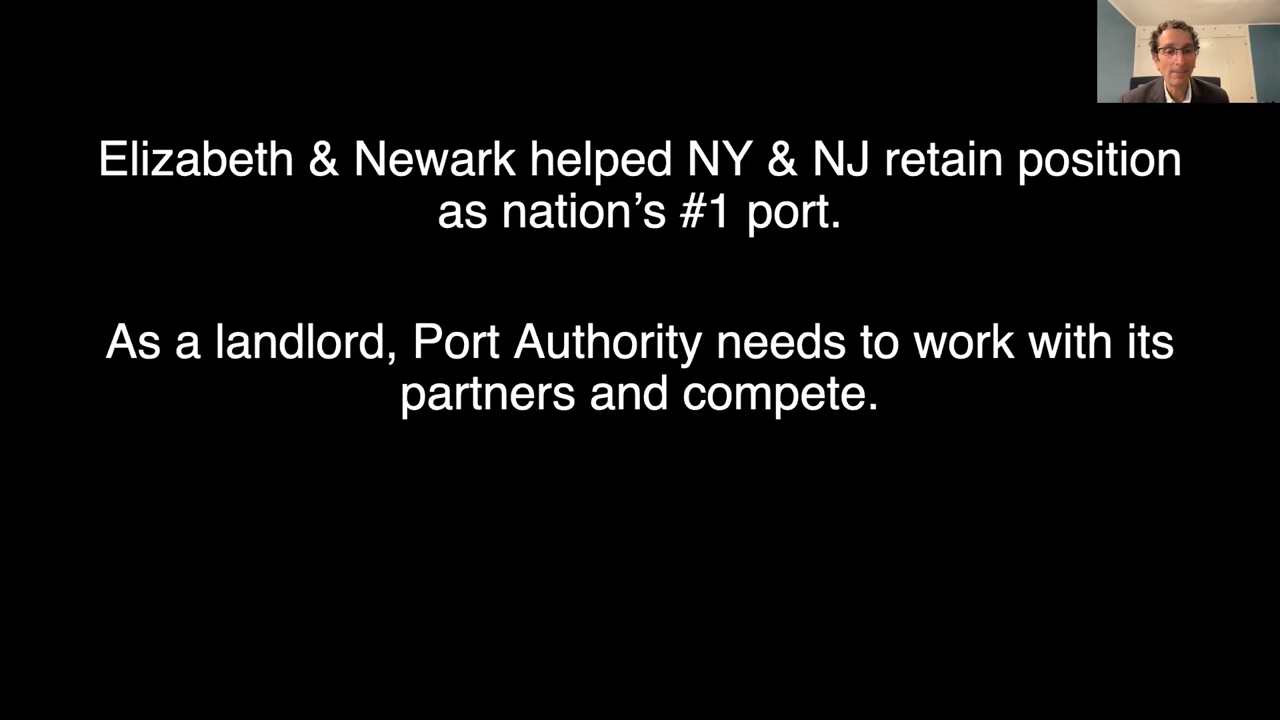 Elizabeth & Newark helped NY & NJ retain position
as nation’s #1 port.
As a landlord, Port Authority needs to work with its
partners and compete.